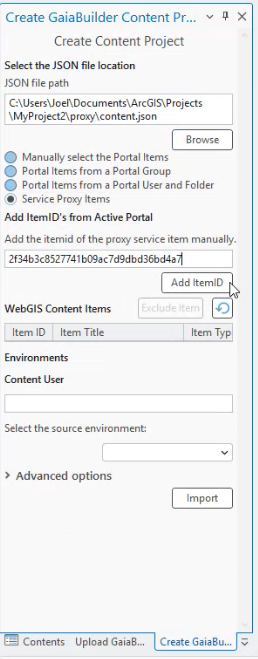 Create GaiaBuilder Content Pr...
Create Content Project
Select the JSON file location
JSON file path
C:\Users\Joel\Documents\ArcGIS\Projects
\MyProject2\proxy\content.json
Browse
Manually select the Portal Items
Portal Items from a Portal Group
Portal Items from a Portal User and Folder
Service Proxy Items
Add ItemID's from Active Portal
Add the itemid of the proxy service item manually.
2f34b3c8527741b09ac7d9dbd36bd4a7
Add ItemID
WebGIS Content Items Exclude Item
Item ID Item Title Item Typ
Environments
Content User
Select the source environment:
Advanced options
Import
Contents Upload GaiaB... Create GaiaBu...